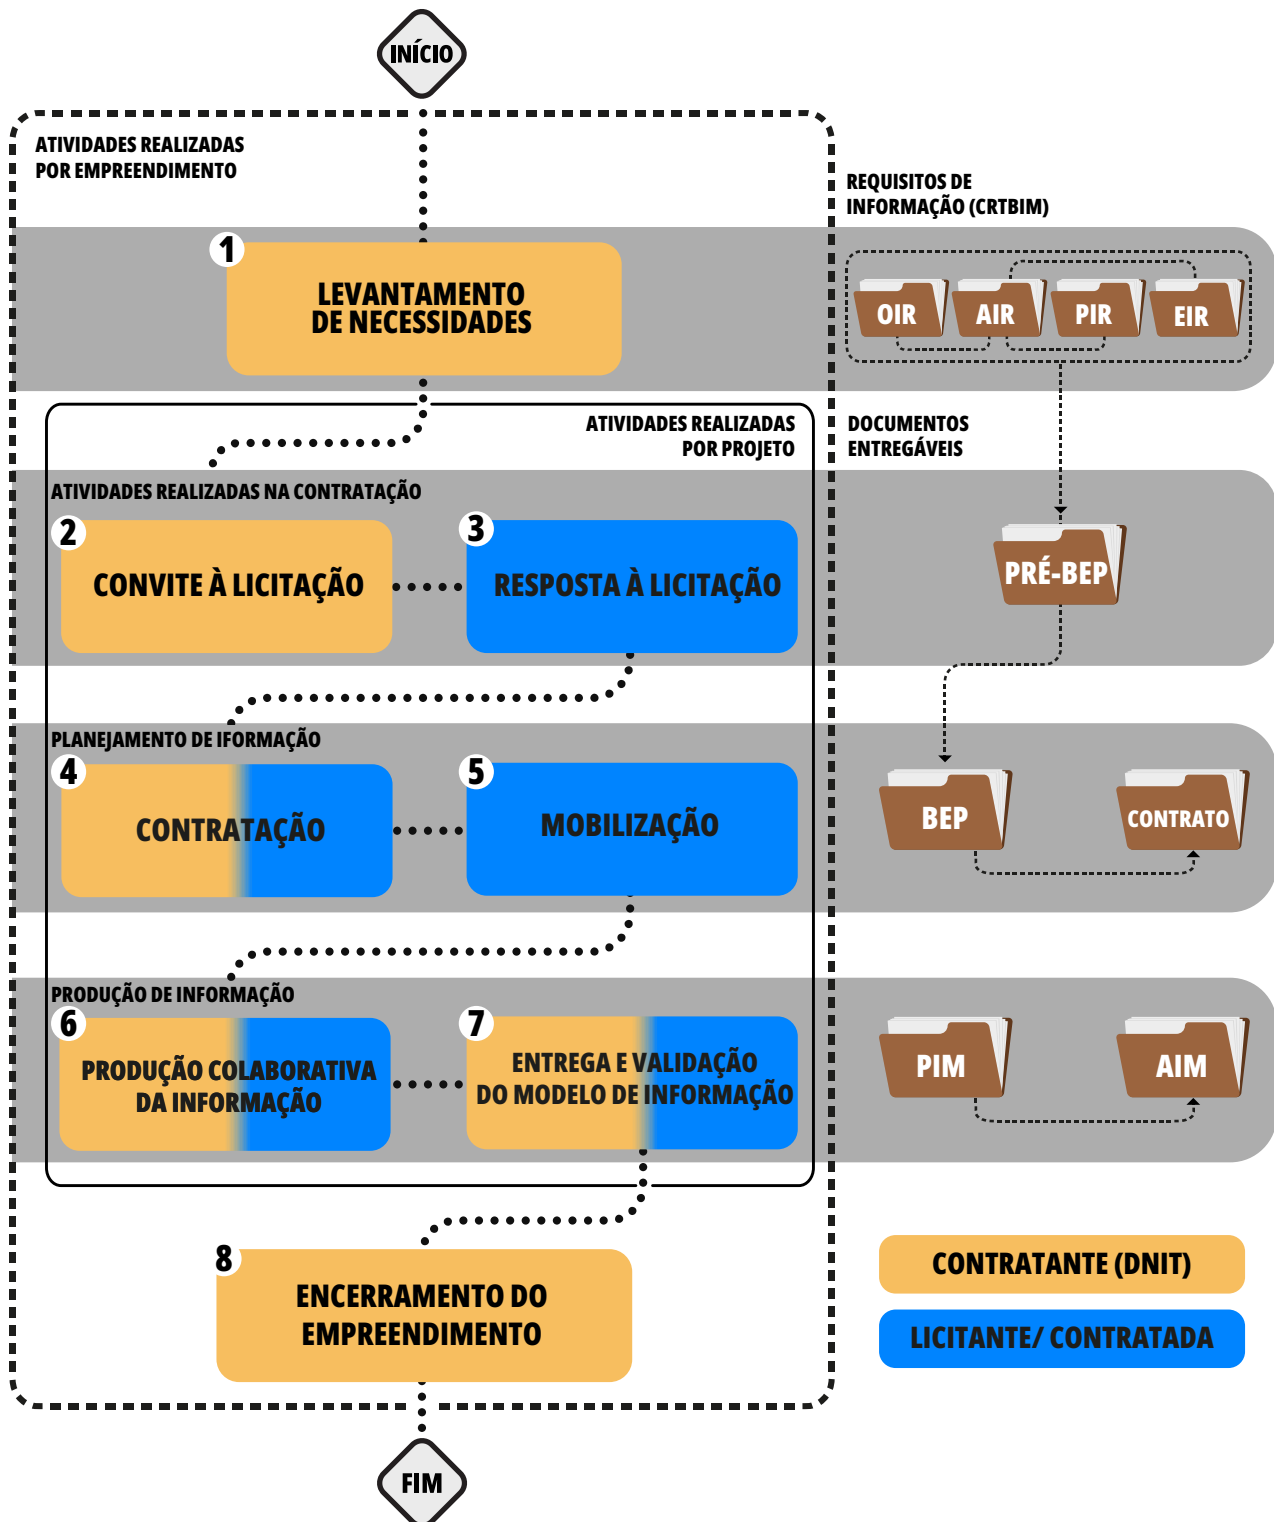 INÍCIO
ATIVIDADES REALIZADAS
POR EMPREENDIMENTO
REQUISITOS DE
INFORMAÇÃO (CRTBIM)
1
LEVANTAMENTO
DE NECESSIDADES
OIR
AIR
PIR
EIR
ATIVIDADES REALIZADAS
POR PROJETO
DOCUMENTOS
ENTREGÁVEIS
ATIVIDADES REALIZADAS NA CONTRATAÇÃO
2
CONVITE À LICITAÇÃO
3
RESPOSTA À LICITAÇÃO
PRÉ-BEP
PLANEJAMENTO DE IFORMAÇÃO
4
CONTRATAÇÃO
5
MOBILIZAÇÃO
BEP
CONTRATO
PRODUÇÃO DE INFORMAÇÃO
6
PRODUÇÃO COLABORATIVA
DA INFORMAÇÃO
7
ENTREGA E VALIDAÇÃO
DO MODELO DE INFORMAÇÃO
PIM
AIM
8
ENCERRAMENTO DO
EMPREENDIMENTO
CONTRATANTE (DNIT)
LICITANTE/ CONTRATADA
FIM